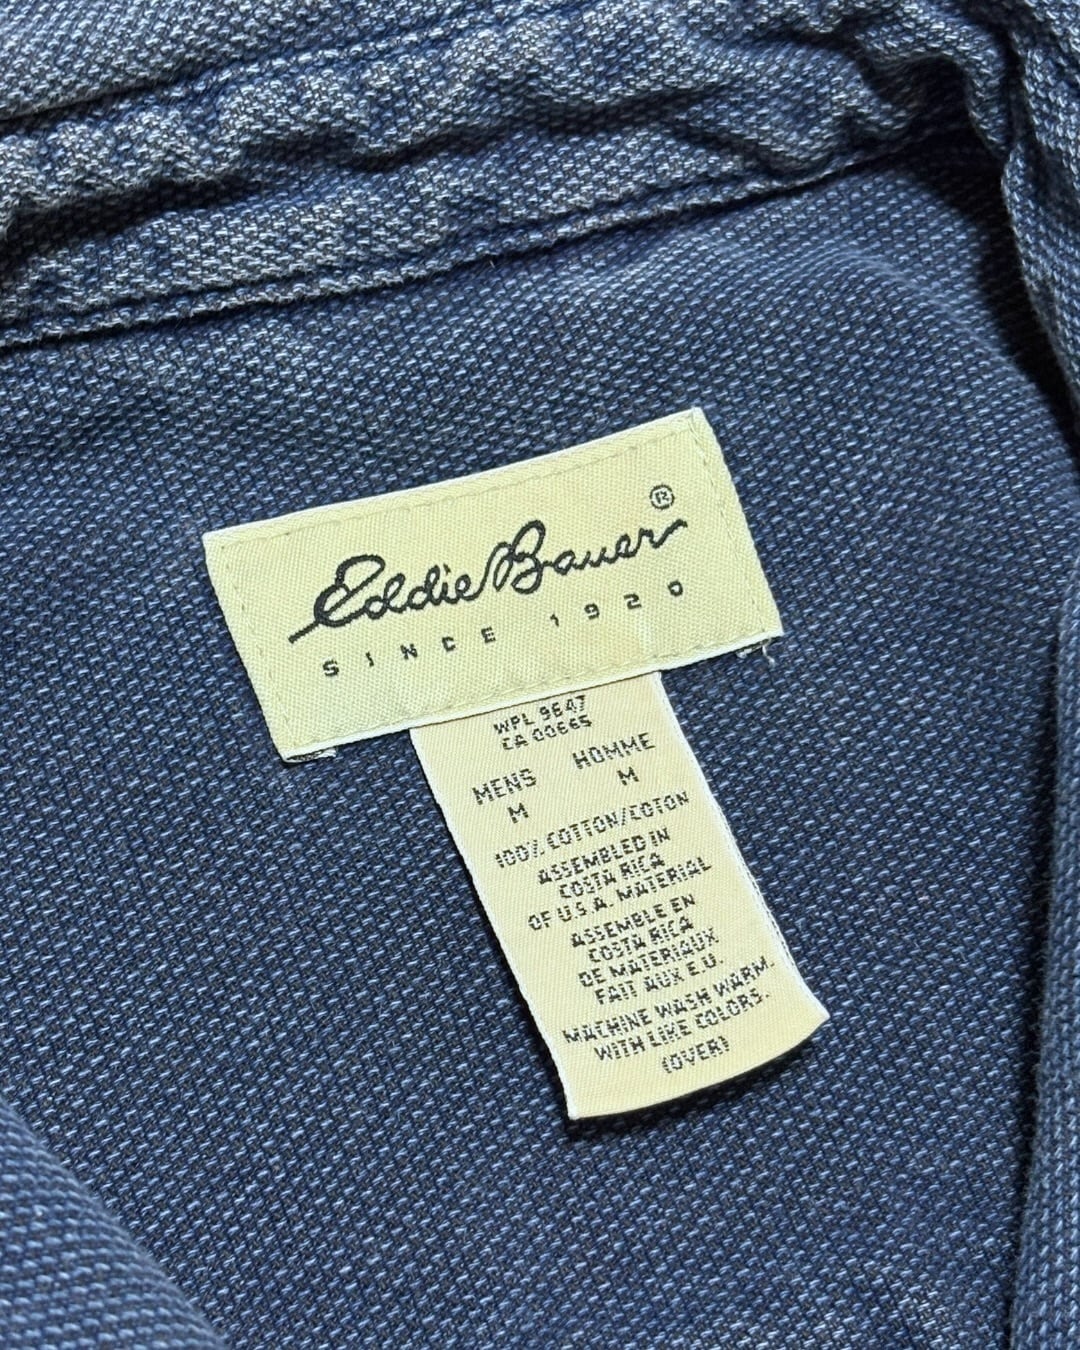 Eddie Bauer®
SINCE 1920
WPL 9647
CA 00665
MENS HOMME
M M
100% COTTON/COTON
ASSEMBLED IN
COSTA RICA
OF U.S.A. MATERIAL
ASSEMBLE EN
COSTA RICA
DE MATERIAUX
FAIT AUX E.U.
MACHINE WASH WARM.
WITH LIKE COLORS.
(OVER)